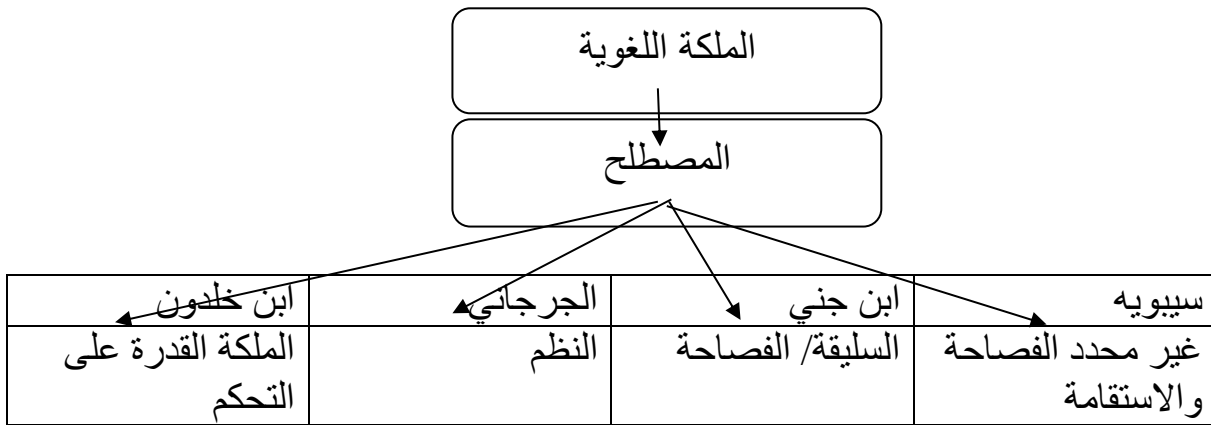 الملكة اللغوية
المصطلح
سيبويه ابن جني الجرجاني ابن خلدون
غير محدد الفصاحة السليقة/ الفصاحة النظم الملكة القدرة على
والاستقامة التحكم